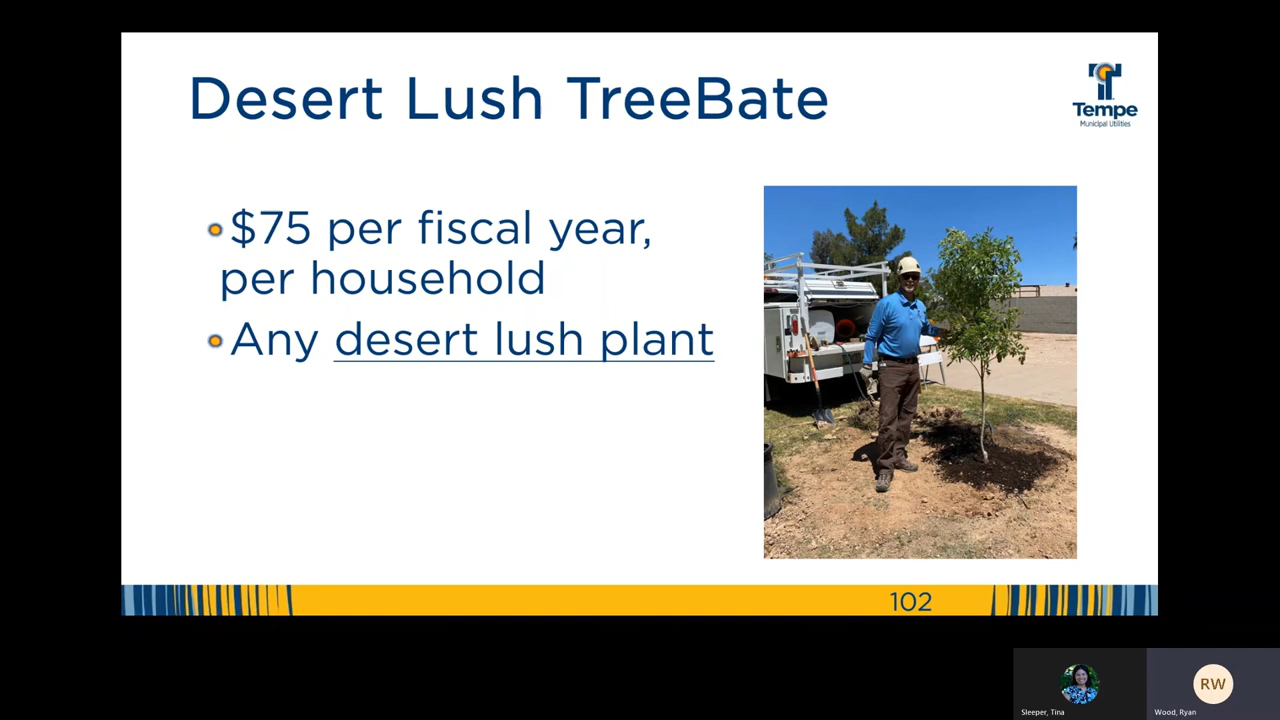 Desert Lush TreeBate
Tempe
Municipal Utilities
$75 per fiscal year,
per household
Any desert lush plant
102
RW
Sleeper, Tina
Wood, Ryan